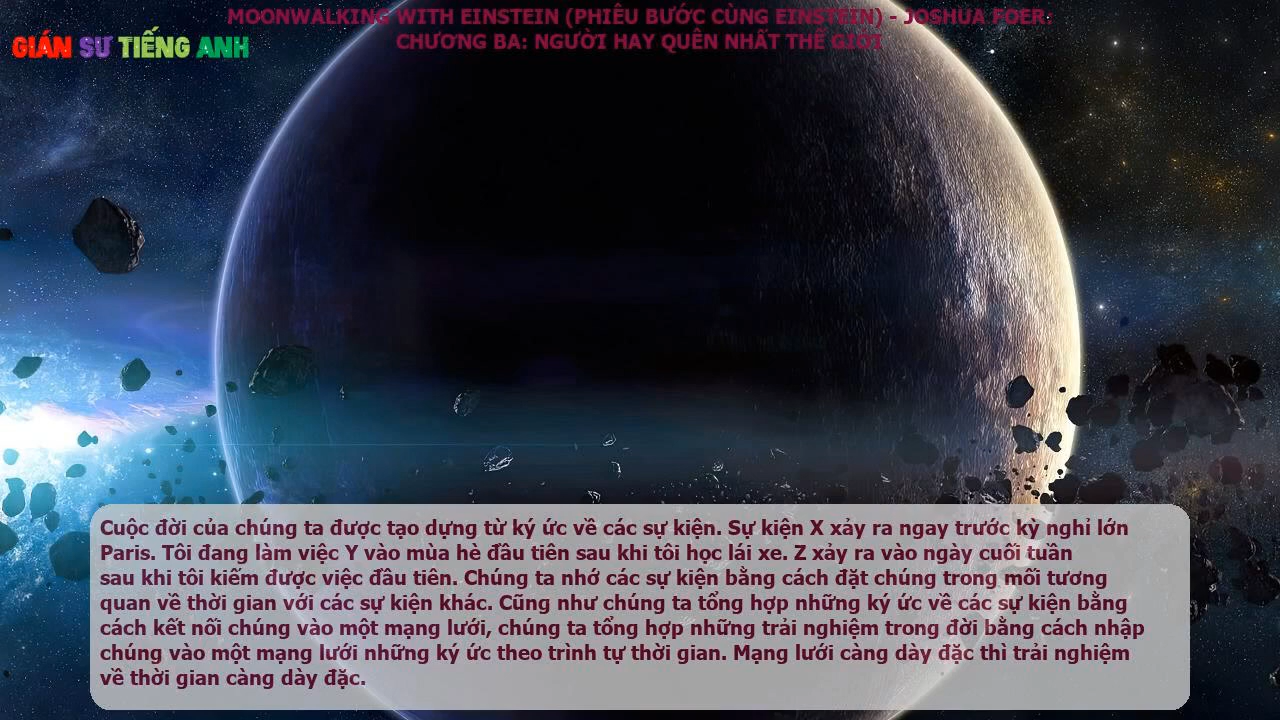 MOONWALKING WITH EINSTEIN (PHIÊU BƯỚC CÙNG EINSTEIN) - JOSHUA FOER:
CHƯƠNG BA: NGƯỜI HAY QUÊN NHẤT THẾ GIỚI
GIÁN SƯ TIẾNG ANH
Cuộc đời của chúng ta được tạo dựng từ ký ức về các sự kiện. Sự kiện X xảy ra ngay trước kỳ nghỉ lớn
Paris. Tôi đang làm việc Y vào mùa hè đầu tiên sau khi tôi học lái xe. Z xảy ra vào ngày cuối tuần
sau khi tôi kiếm được việc đầu tiên. Chúng ta nhớ các sự kiện bằng cách đặt chúng trong mối tương
quan về thời gian với các sự kiện khác. Cũng như chúng ta tổng hợp những ký ức về các sự kiện bằng
cách kết nối chúng vào một mạng lưới, chúng ta tổng hợp những trải nghiệm trong đời bằng cách nhập
chúng vào một mạng lưới những ký ức theo trình tự thời gian. Mạng lưới càng dày đặc thì trải nghiệm
về thời gian càng dày đặc.